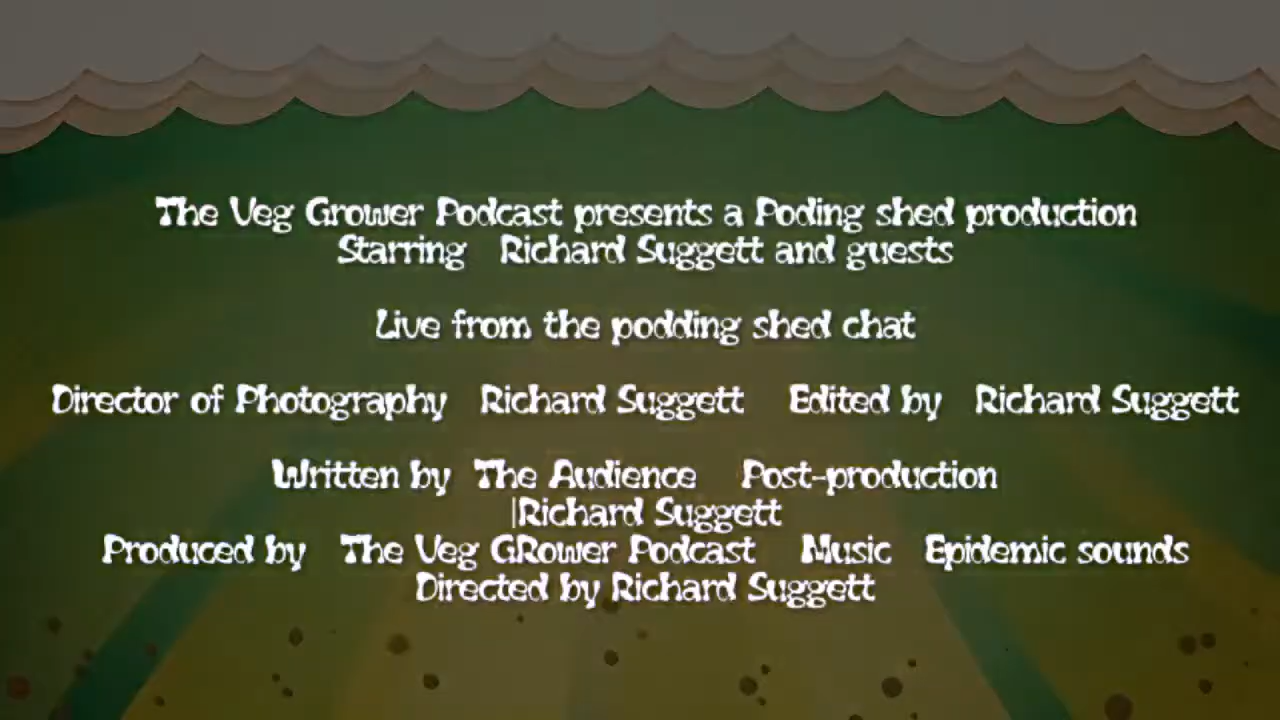 The Veg Grower Podcast presents a Poding shed production
Starring Richard Suggett and guests
Live from the podding shed chat
Director of Photography Richard Suggett Edited by Richard Suggett
Written by The Audience Post-production
|Richard Suggett
Produced by The Veg GRower Podcast Music Epidemic sounds
Directed by Richard Suggett